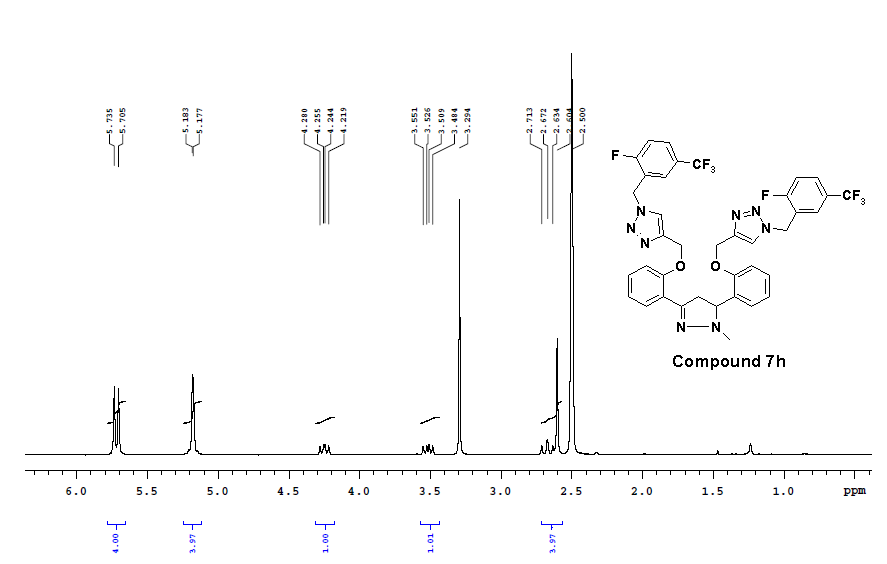 5.735
5.705
5.183
5.177
4.280
4.255
4.244
4.219
3.551
3.526
3.509
3.484
3.294
2.713
2.672
2.634
2.604
2.500
F
CF3
N
N
N
O
F
CF3
N
N
N
O
N
N
Compound 7h
6.0 5.5 5.0 4.5 4.0 3.5 3.0 2.5 2.0 1.5 1.0 ppm
4.00
3.97
1.00
1.01
3.97